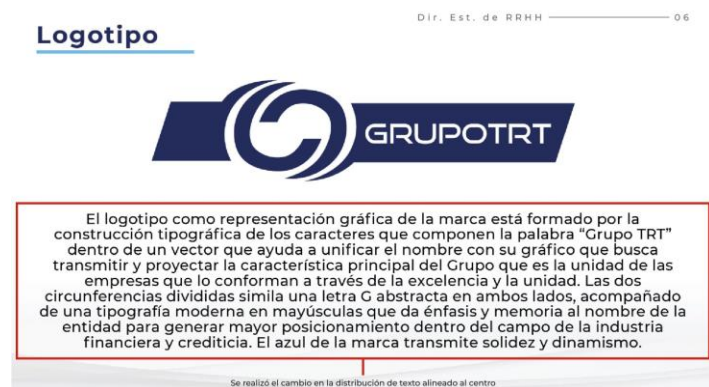 Dir. Est. de RRHH 06
Logotipo
GRUPOTRT
El logotipo como representación gráfica de la marca está formado por la
construcción tipográfica de los caracteres que componen la palabra “Grupo TRT”
dentro de un vector que ayuda a unificar el nombre con su gráfico que busca
transmitir y proyectar la característica principal del Grupo que es la unidad de las
empresas que lo conforman a través de la excelencia y la unidad. Las dos
circunferencias divididas simila una letra G abstracta en ambos lados, acompañado
de una tipografía moderna en mayúsculas que da énfasis y memoria al nombre de la
entidad para generar mayor posicionamiento dentro del campo de la industria
financiera y crediticia. El azul de la marca transmite solidez y dinamismo.
Se realizó el cambio en la distribución de texto alineado al centro